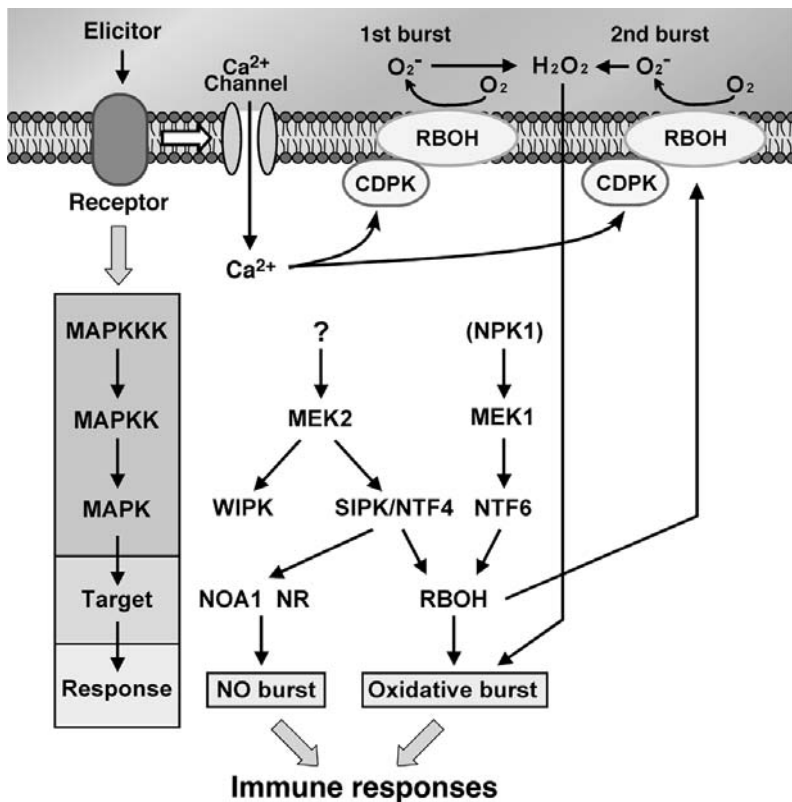 Elicitor
Ca²⁺
Channel
1st burst
2nd burst
O₂⁻
H₂O₂
O₂⁻
O₂
O₂
RBOH
RBOH
CDPK
CDPK
Receptor
Ca²⁺
MAPKKK
?
(NPK1)
MAPKK
MEK2
MEK1
MAPK
WIPK
SIPK/NTF4
NTF6
Target
NOA1 NR
RBOH
Response
NO burst
Oxidative burst
Immune responses